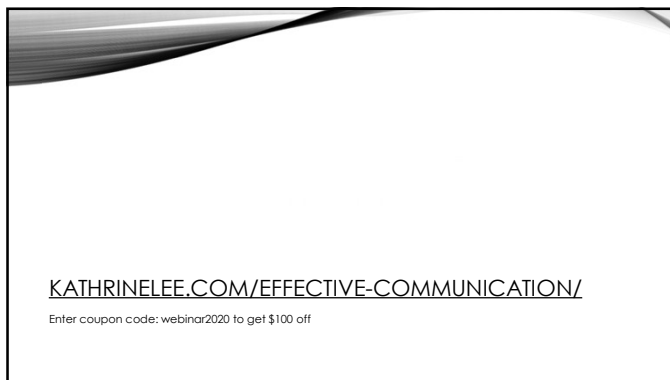 KATHRINELEE.COM/EFFECTIVE-COMMUNICATION/
Enter coupon code: webinar2020 to get $100 off